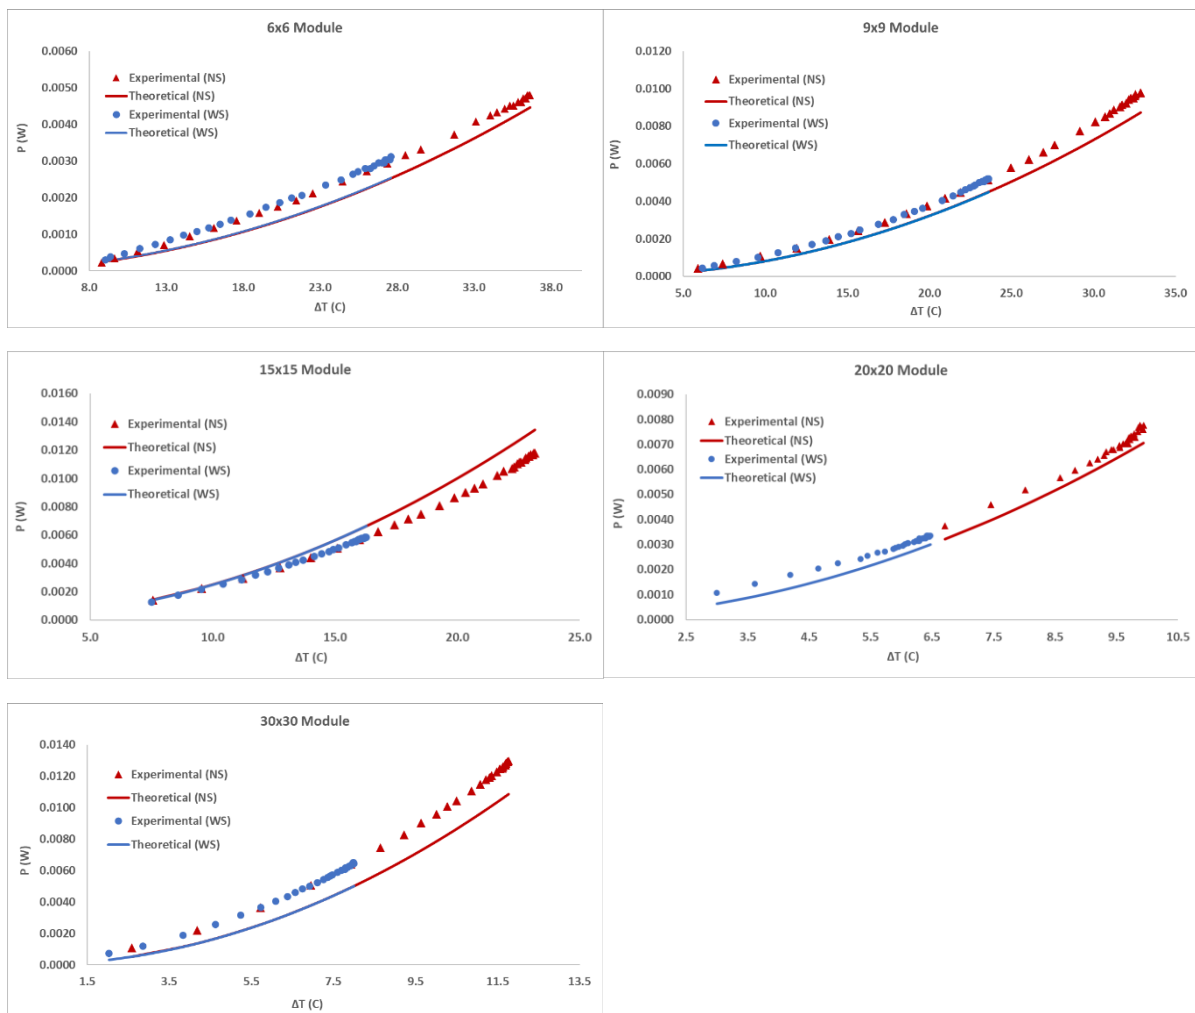 6x6 Module
P (W)
0.0060
0.0050
0.0040
0.0030
0.0020
0.0010
0.0000
Experimental (NS)
Theoretical (NS)
Experimental (WS)
Theoretical (WS)
8.0 13.0 18.0 23.0 28.0 33.0 38.0
ΔT (C)
9x9 Module
P (W)
0.0120
0.0100
0.0080
0.0060
0.0040
0.0020
0.0000
Experimental (NS)
Theoretical (NS)
Experimental (WS)
Theoretical (WS)
5.0 10.0 15.0 20.0 25.0 30.0 35.0
ΔT (C)
15x15 Module
P (W)
0.0160
0.0140
0.0120
0.0100
0.0080
0.0060
0.0040
0.0020
0.0000
Experimental (NS)
Theoretical (NS)
Experimental (WS)
Theoretical (WS)
5.0 10.0 15.0 20.0 25.0
ΔT (C)
20x20 Module
P (W)
0.0090
0.0080
0.0070
0.0060
0.0050
0.0040
0.0030
0.0020
0.0010
0.0000
Experimental (NS)
Theoretical (NS)
Experimental (WS)
Theoretical (WS)
2.5 3.5 4.5 5.5 6.5 7.5 8.5 9.5 10.5
ΔT (C)
30x30 Module
P (W)
0.0140
0.0120
0.0100
0.0080
0.0060
0.0040
0.0020
0.0000
Experimental (NS)
Theoretical (NS)
Experimental (WS)
Theoretical (WS)
1.5 3.5 5.5 7.5 9.5 11.5 13.5
ΔT (C)